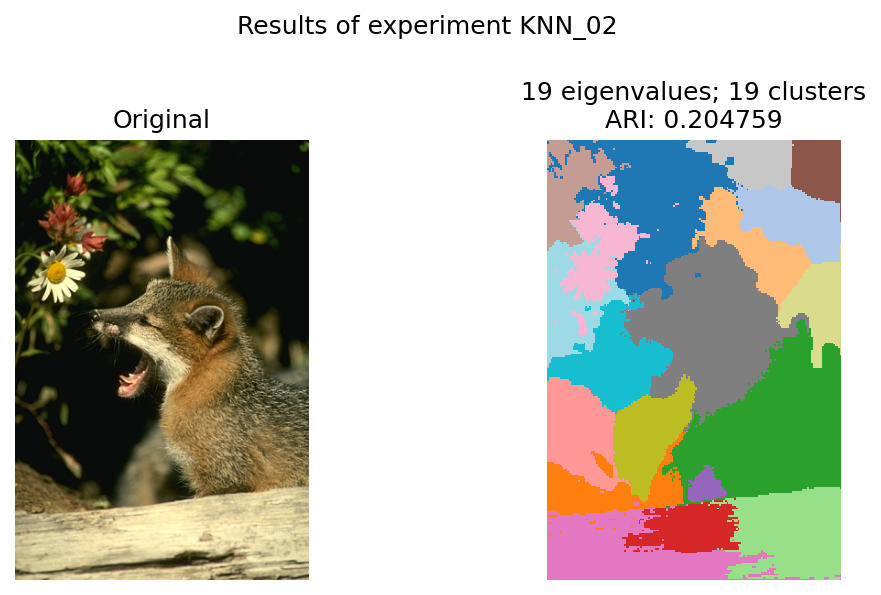 Results of experiment KNN_02
Original
19 eigenvalues; 19 clusters
ARI: 0.204759